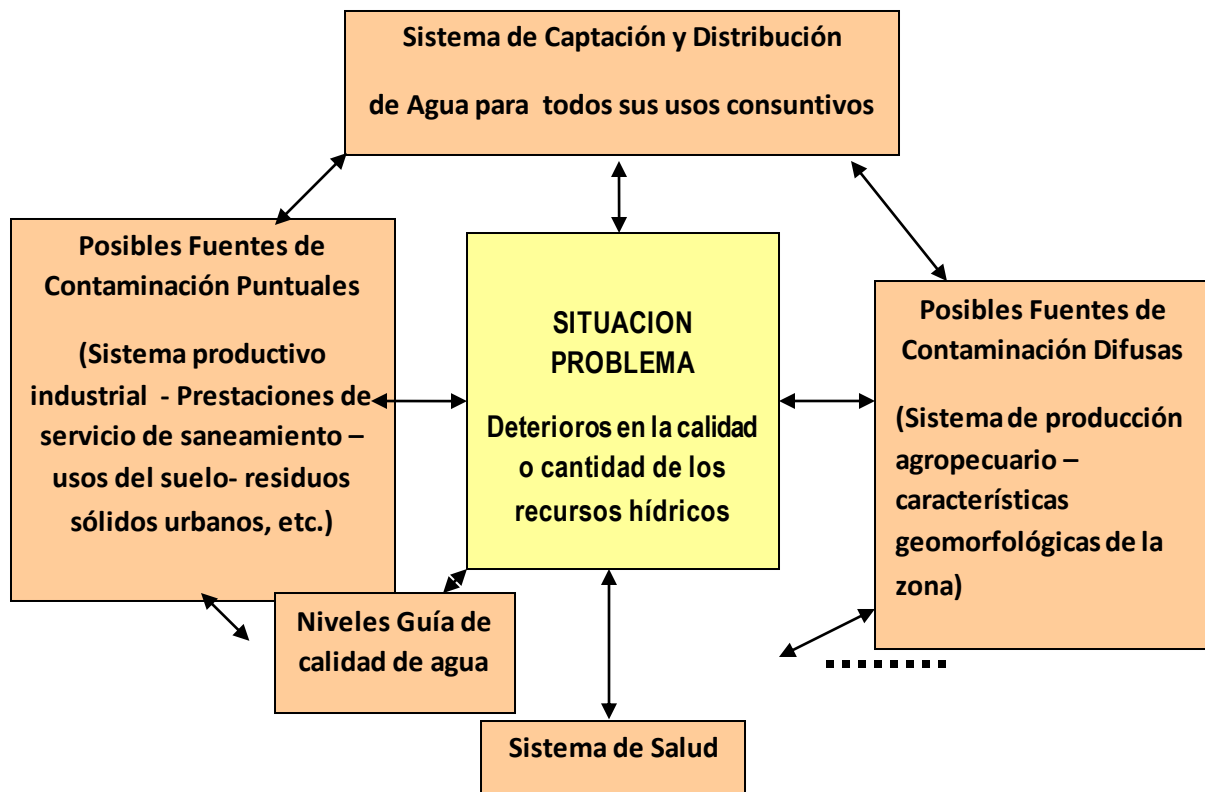 Sistema de Captación y Distribución
de Agua para todos sus usos consuntivos
Posibles Fuentes de
Contaminación Puntuales
(Sistema productivo
industrial - Prestaciones de
servicio de saneamiento –
usos del suelo- residuos
sólidos urbanos, etc.)
SITUACION
PROBLEMA
Deterioros en la calidad
o cantidad de los
recursos hídricos
Posibles Fuentes de
Contaminación Difusas
(Sistema de producción
agropecuario –
características
geomorfológicas de la
zona)
Niveles Guía de
calidad de agua
Sistema de Salud